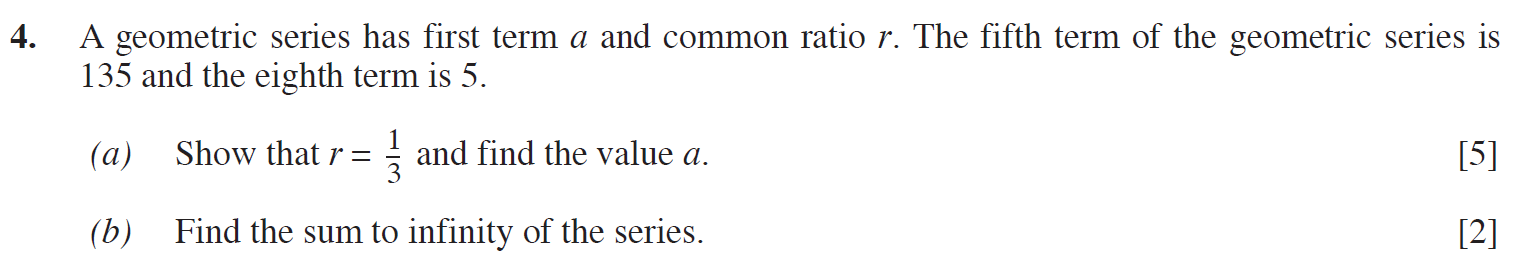 4. A geometric series has first term a and common ratio r. The fifth term of the geometric series is
135 and the eighth term is 5.
(a) Show that r = 1/3 and find the value a. [5]
(b) Find the sum to infinity of the series. [2]